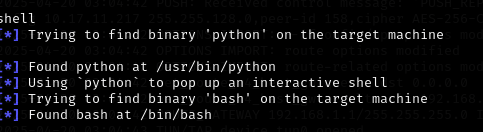 shell
[*] Trying to find binary 'python' on the target machine
[*] Found python at /usr/bin/python
[*] Using `python` to pop up an interactive shell
[*] Trying to find binary 'bash' on the target machine
[*] Found bash at /bin/bash